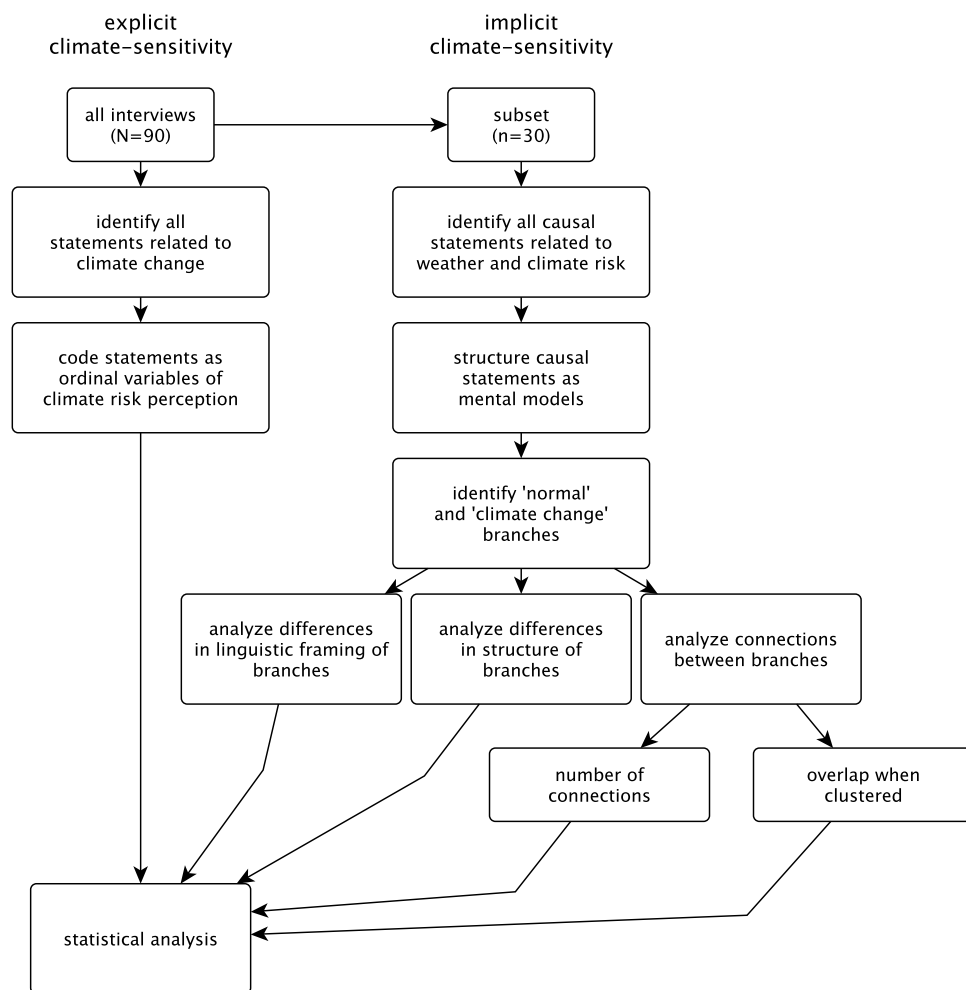 explicit
climate-sensitivity
implicit
climate-sensitivity
all interviews
(N=90)
subset
(n=30)
identify all
statements related to
climate change
identify all causal
statements related to
weather and climate risk
code statements as
ordinal variables of
climate risk perception
structure causal
statements as
mental models
identify 'normal'
and 'climate change'
branches
analyze differences
in linguistic framing of
branches
analyze differences
in structure of
branches
analyze connections
between branches
number of
connections
overlap when
clustered
statistical analysis